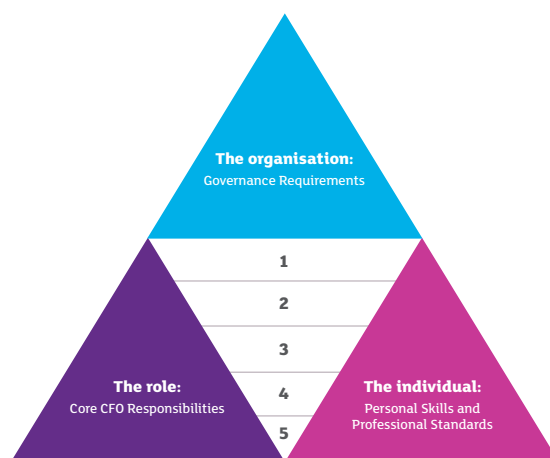 The organisation:
Governance Requirements
1
2
3
4
5
The role:
Core CFO Responsibilities
The individual:
Personal Skills and
Professional Standards